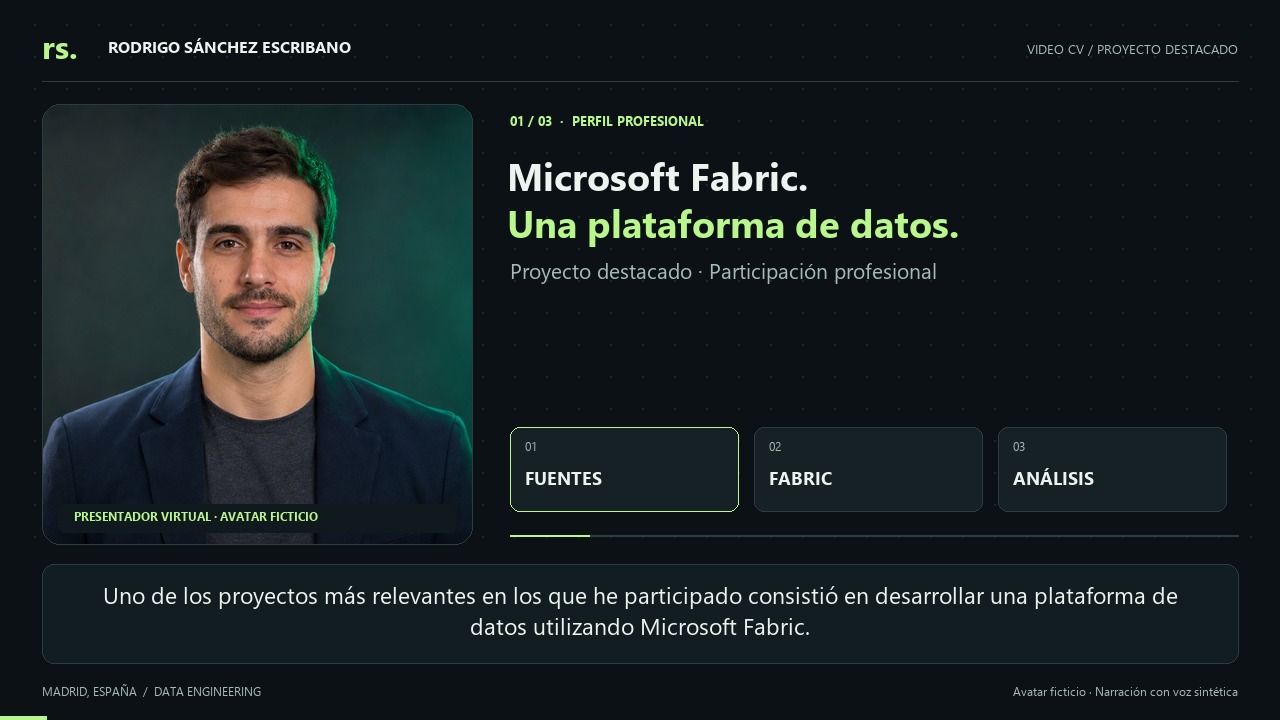 rs.
RODRIGO SÁNCHEZ ESCRIBANO
VIDEO CV / PROYECTO DESTACADO
01 / 03 · PERFIL PROFESIONAL
Microsoft Fabric.
Una plataforma de datos.
Proyecto destacado · Participación profesional
01
FUENTES
02
FABRIC
03
ANÁLISIS
PRESENTADOR VIRTUAL · AVATAR FICTICIO
Uno de los proyectos más relevantes en los que he participado consistió en desarrollar una plataforma de
datos utilizando Microsoft Fabric.
MADRID, ESPAÑA / DATA ENGINEERING
Avatar ficticio · Narración con voz sintética